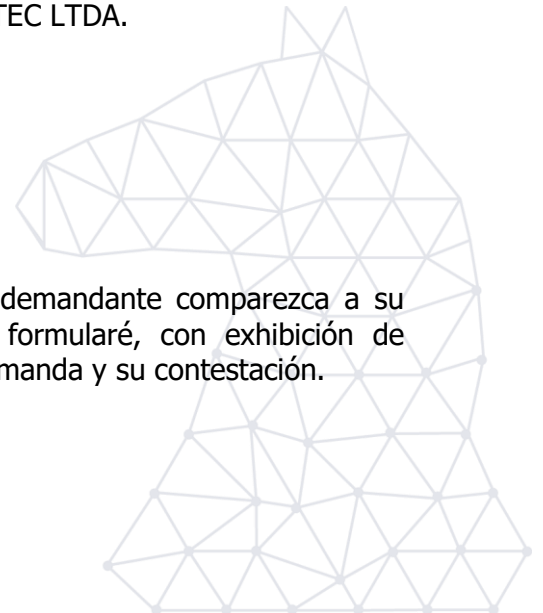 TEC LTDA.
demandante comparezca a su
formularé, con exhibición de
manda y su contestación.